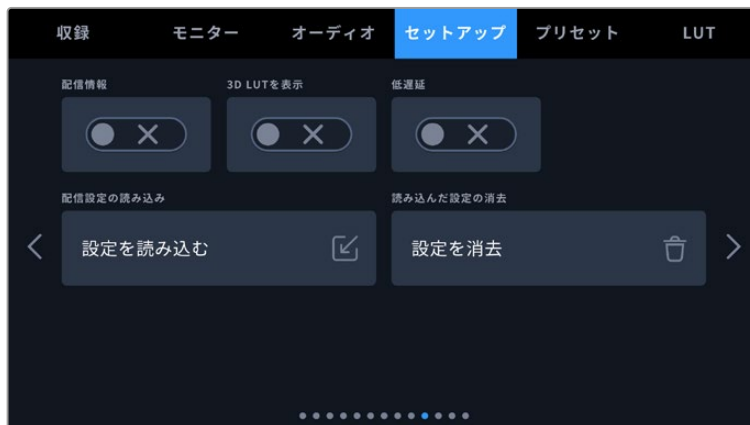 収録 モニター オーディオ セットアップ プリセット LUT
配信情報 3D LUTを表示 低遅延
配信設定の読み込み 読み込んだ設定の消去
設定を読み込む 設定を消去